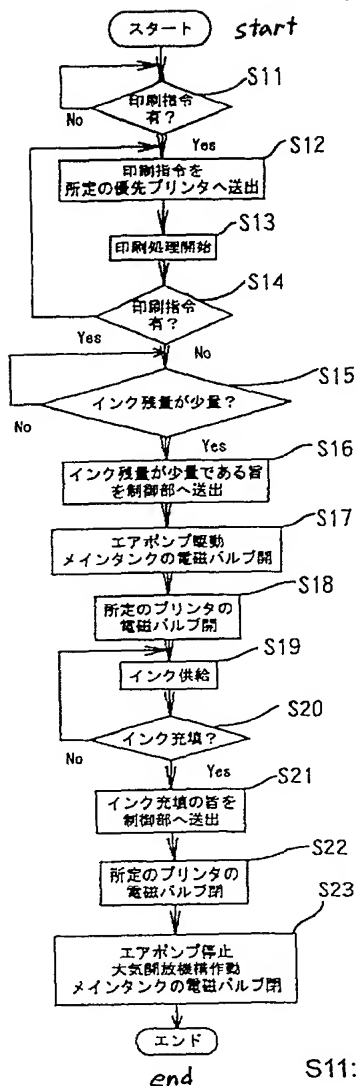 スタート start
S11
印刷指令
有?
No
Yes
S12
印刷指令を
所定の優先プリンタへ送出
S13
印刷処理開始
S14
印刷指令
有?
Yes
No
S15
インク残量が少量?
No
Yes
S16
インク残量が少量である旨
を制御部へ送出
S17
エアポンプ駆動
メインタンクの電磁バルブ開
S18
所定のプリンタの
電磁バルブ開
S19
インク供給
S20
インク充填?
No
Yes
S21
インク充填の旨を
制御部へ送出
S22
所定のプリンタの
電磁バルブ閉
S23
エアポンプ停止
大気開放機構作動
メインタンクの電磁バルブ閉
エンド
end
S11: